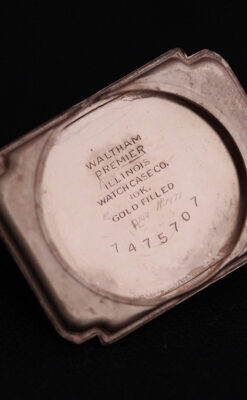 WALTHAM
PREMIER
ILLINOIS
WATCH CASE CO.
10K.
GOLD FILLED
7475707